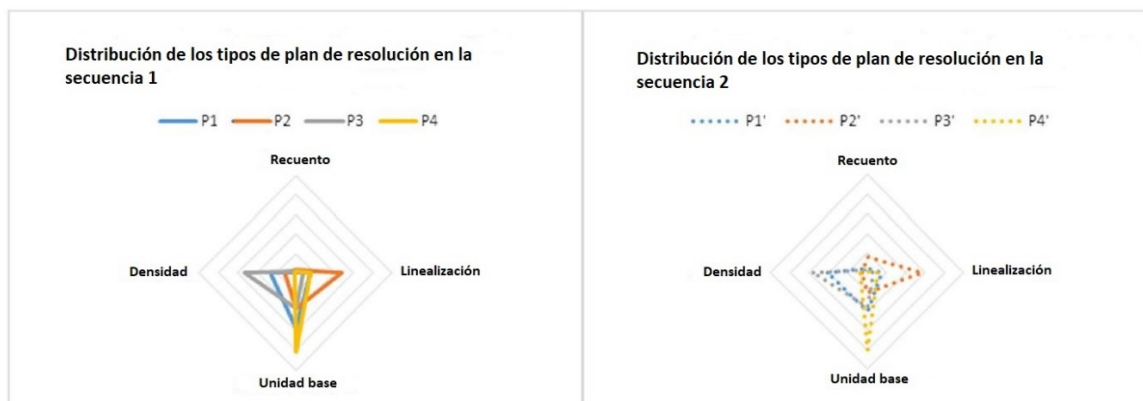 Distribución de los tipos de plan de resolución en la
secuencia 1
P1 P2 P3 P4
Recuento
Densidad
Linealización
Unidad base
Distribución de los tipos de plan de resolución en la
secuencia 2
P1' P2' P3' P4'
Recuento
Densidad
Linealización
Unidad base